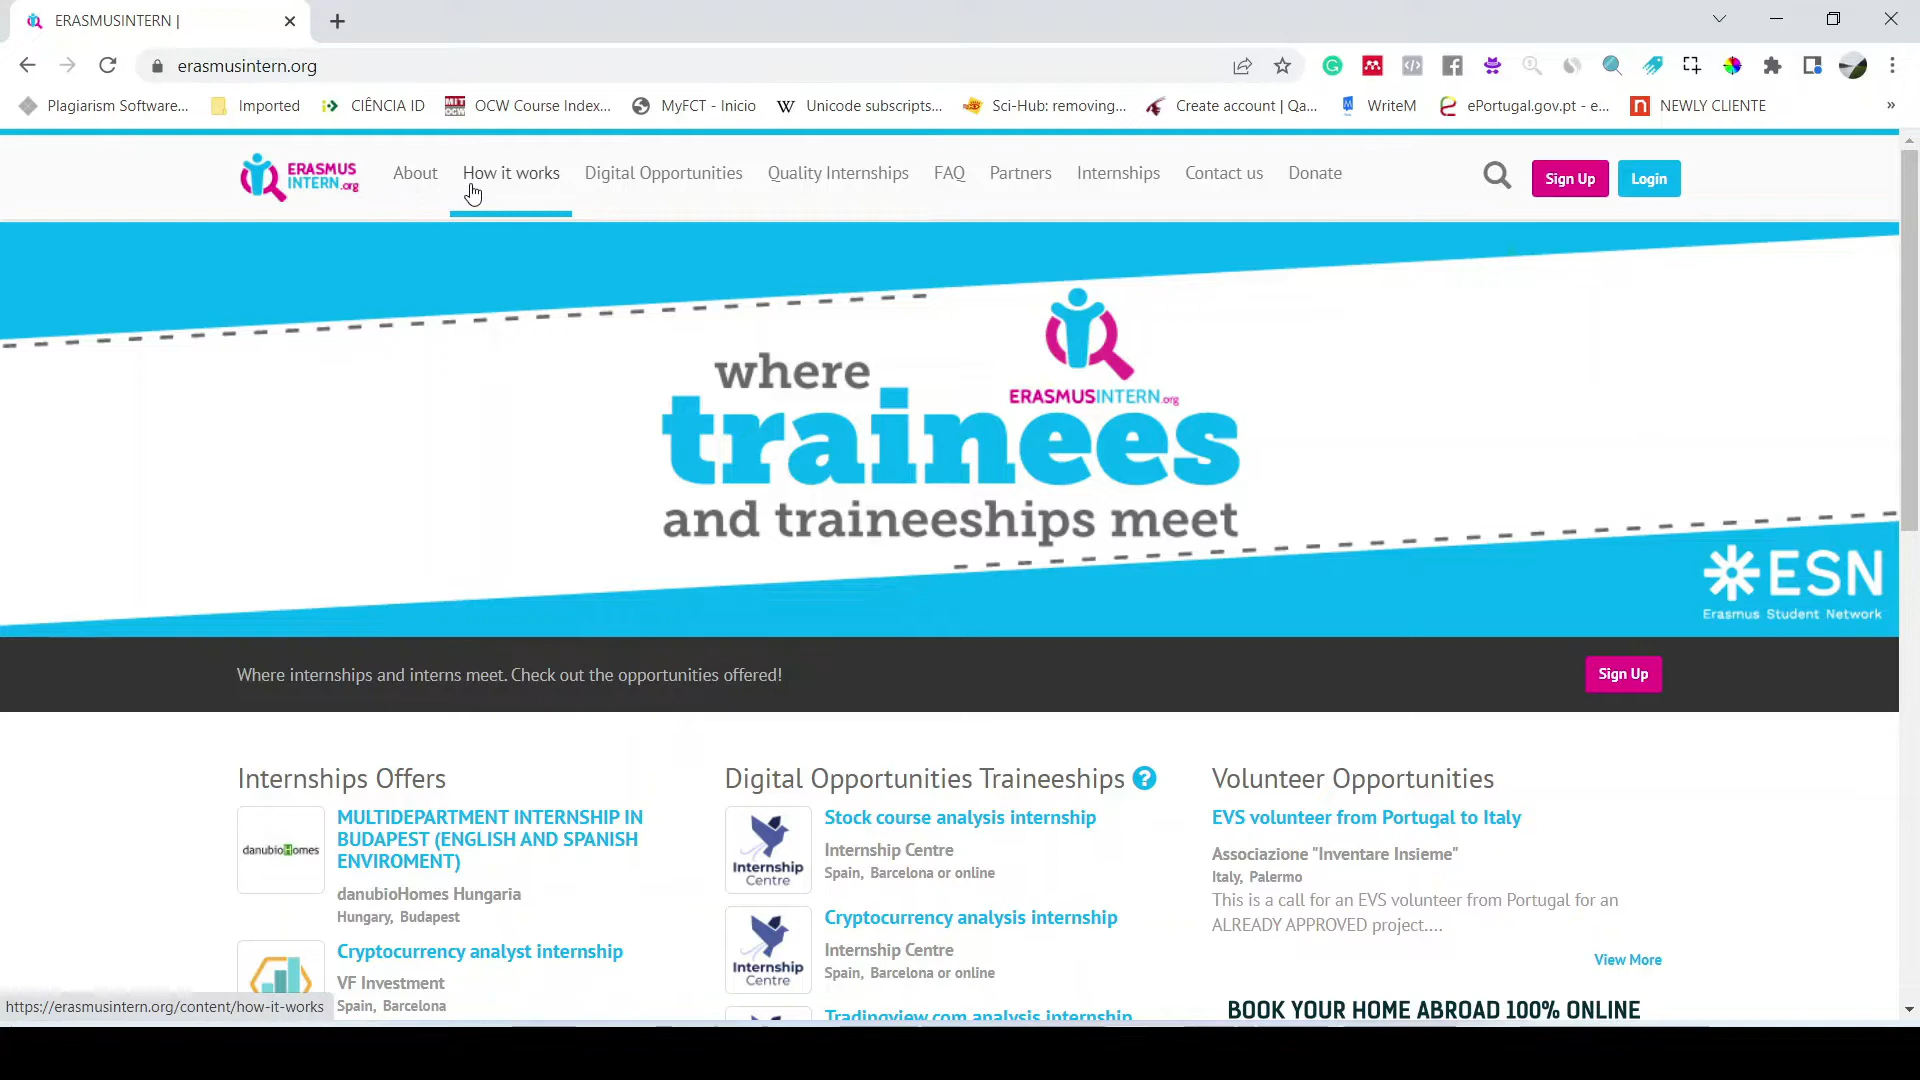 ERASMUSINTERN |
erasmusintern.org
Plagiarism Software...
Imported
CIÊNCIA ID
MIT
OCW
OCW Course Index...
MyFCT - Inicio
Unicode subscripts...
Sci-Hub: removing...
Create account | Qa...
WriteM
ePortugal.gov.pt - e...
NEWLY CLIENTE
»
ERASMUS
INTERN.org
About
How it works
Digital Opportunities
Quality Internships
FAQ
Partners
Internships
Contact us
Donate
Sign Up
Login
where
trainees
and traineeships meet
ERASMUSINTERN.org
ESN
Erasmus Student Network
Where internships and interns meet. Check out the opportunities offered!
Sign Up
Internships Offers
danubioHomes
MULTIDEPARTMENT INTERNSHIP IN
BUDAPEST (ENGLISH AND SPANISH
ENVIROMENT)
danubioHomes Hungaria
Hungary, Budapest
Cryptocurrency analyst internship
VF Investment
Spain, Barcelona
Digital Opportunities Traineeships ?
Internship
Centre
Stock course analysis internship
Internship Centre
Spain, Barcelona or online
Internship
Centre
Cryptocurrency analysis internship
Internship Centre
Spain, Barcelona or online
Tradingview.com analysis internship
Volunteer Opportunities
EVS volunteer from Portugal to Italy
Associazione "Inventare Insieme"
Italy, Palermo
This is a call for an EVS volunteer from Portugal for an
ALREADY APPROVED project....
View More
BOOK YOUR HOME ABROAD 100% ONLINE
https://erasmusintern.org/content/how-it-works